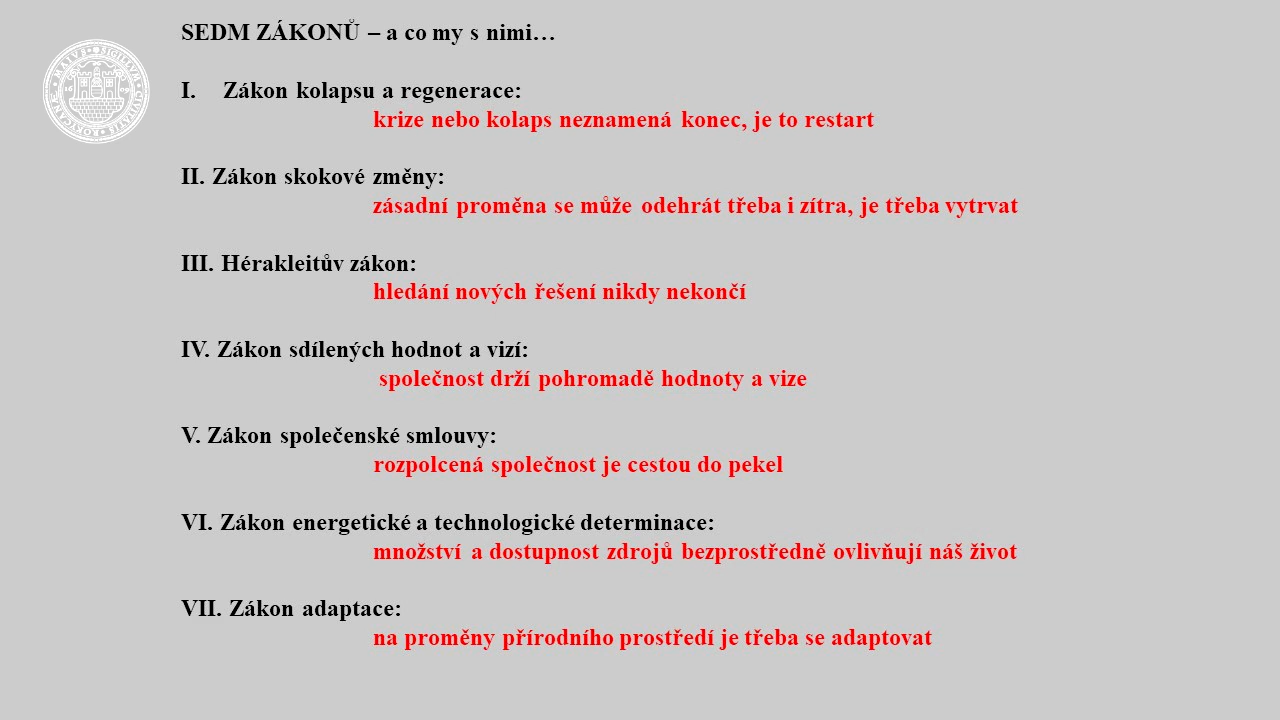 SEDM ZÁKONŮ – a co my s nimi…
I. Zákon kolapsu a regenerace:
krize nebo kolaps neznamená konec, je to restart
II. Zákon skokové změny:
zásadní proměna se může odehrát třeba i zítra, je třeba vytrvat
III. Hérakleitův zákon:
hledání nových řešení nikdy nekončí
IV. Zákon sdílených hodnot a vizí:
společnost drží pohromadě hodnoty a vize
V. Zákon společenské smlouvy:
rozpolcená společnost je cestou do pekel
VI. Zákon energetické a technologické determinace:
množství a dostupnost zdrojů bezprostředně ovlivňují náš život
VII. Zákon adaptace:
na proměny přírodního prostředí je třeba se adaptovat